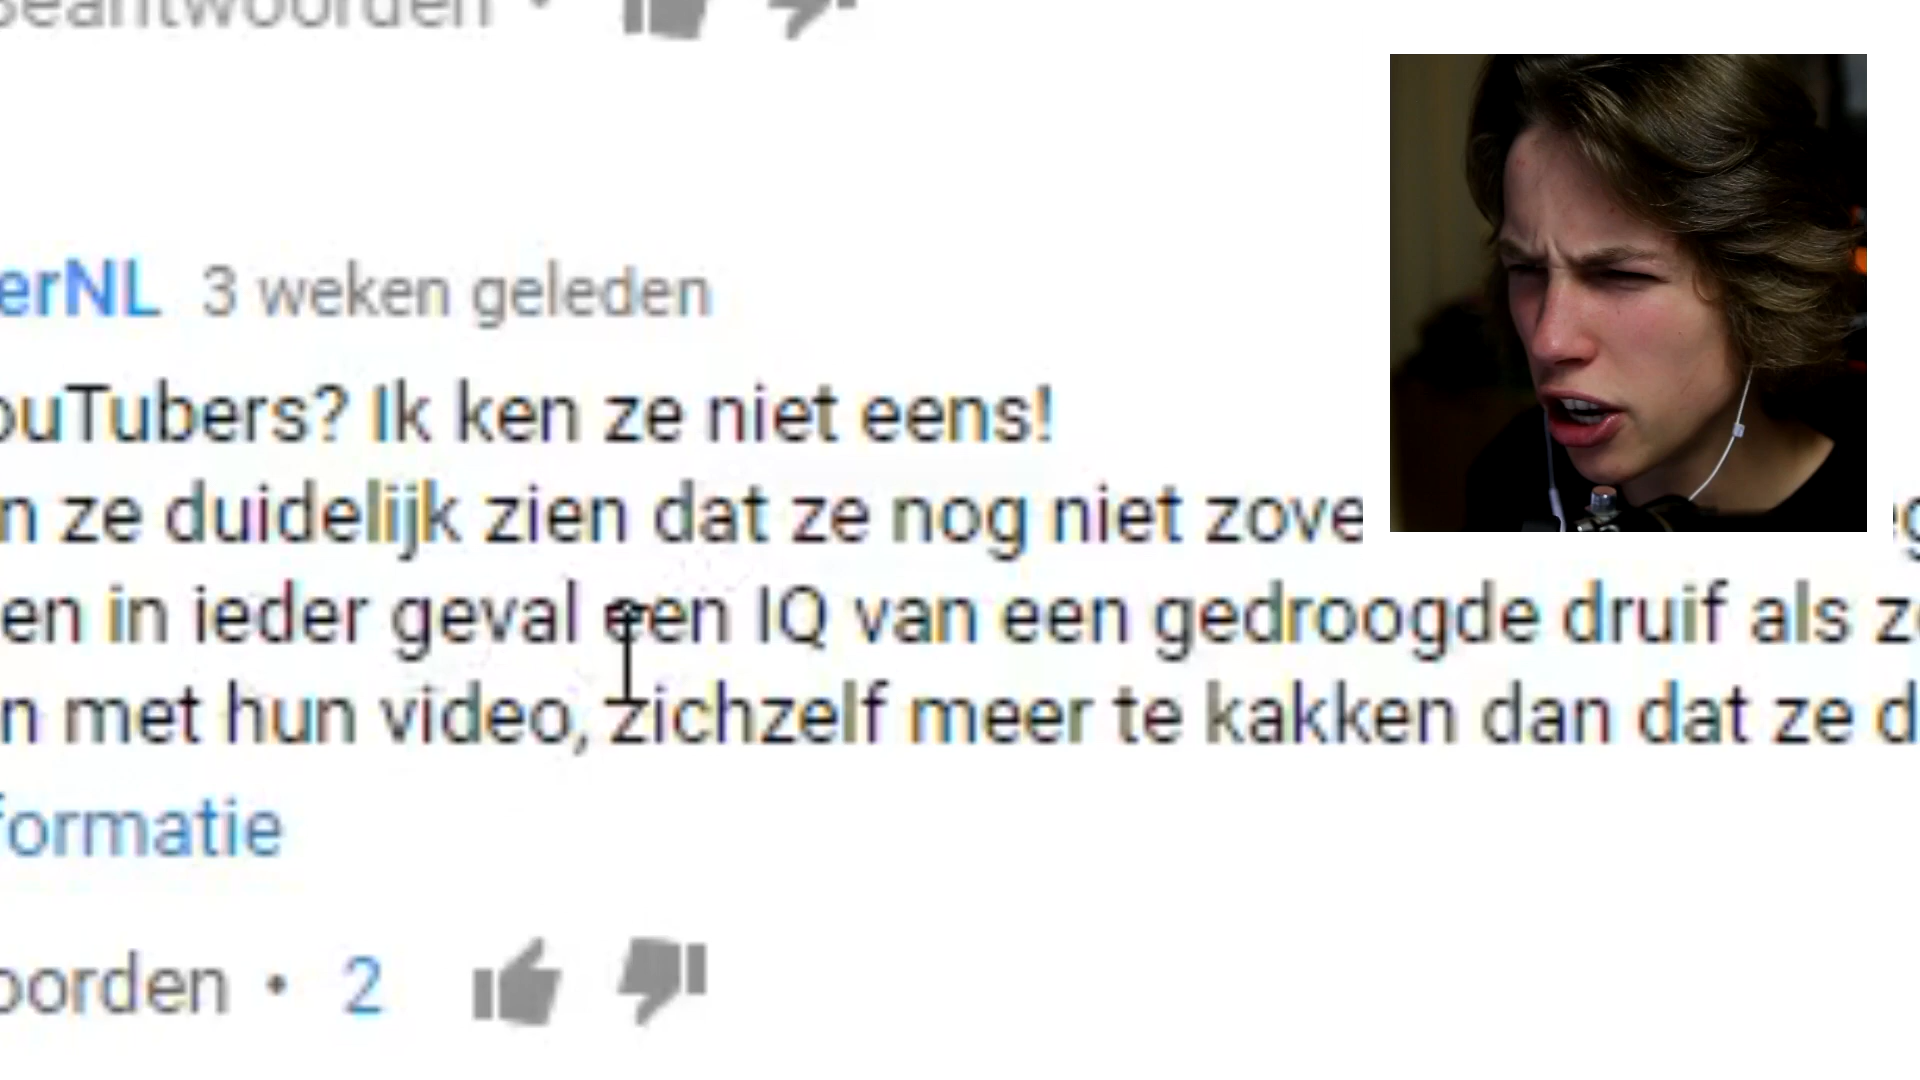 Beantwoorden •
erNL 3 weken geleden
ouTubers? Ik ken ze niet eens!
n ze duidelijk zien dat ze nog niet zove
en in ieder geval een IQ van een gedroogde druif als z
n met hun video, zichzelf meer te kakken dan dat ze d
formatie
oorden • 2